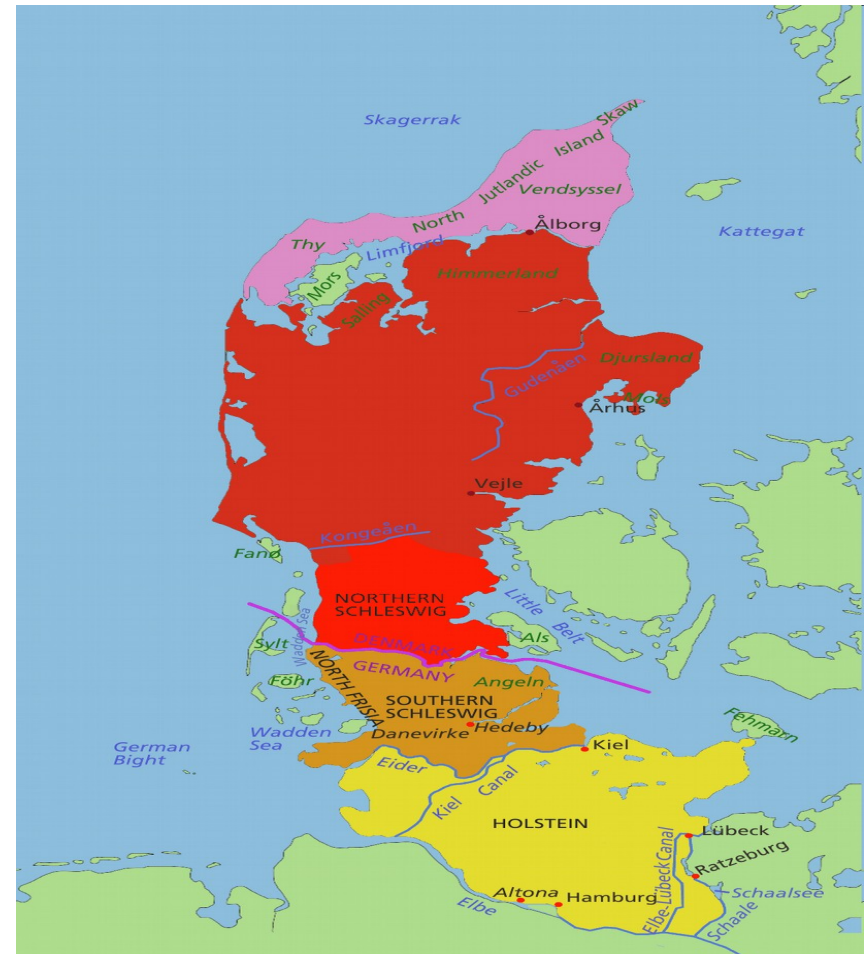 Skagerrak
Skaw
Island
Jutlandic
North
Vendsyssel
Ålborg
Kattegat
Thy
Limfjord
Mors
Himmerland
Salling
Djursland
Gudenåen
Mols
Århus
Vejle
Kongeåen
Fanø
NORTHERN
SCHLESWIG
Little Belt
Wadden Sea
Sylt
DENMARK
Als
GERMANY
NORTH FRISIA
Föhr
Angeln
SOUTHERN
SCHLESWIG
Hedeby
Danevirke
Wadden
Sea
German
Bight
Fehmarn
Kiel
Eider
Kiel Canal
HOLSTEIN
Lübeck
Elbe-Lübeck Canal
Ratzeburg
Schaalsee
Altona
Hamburg
Elbe
Schaale